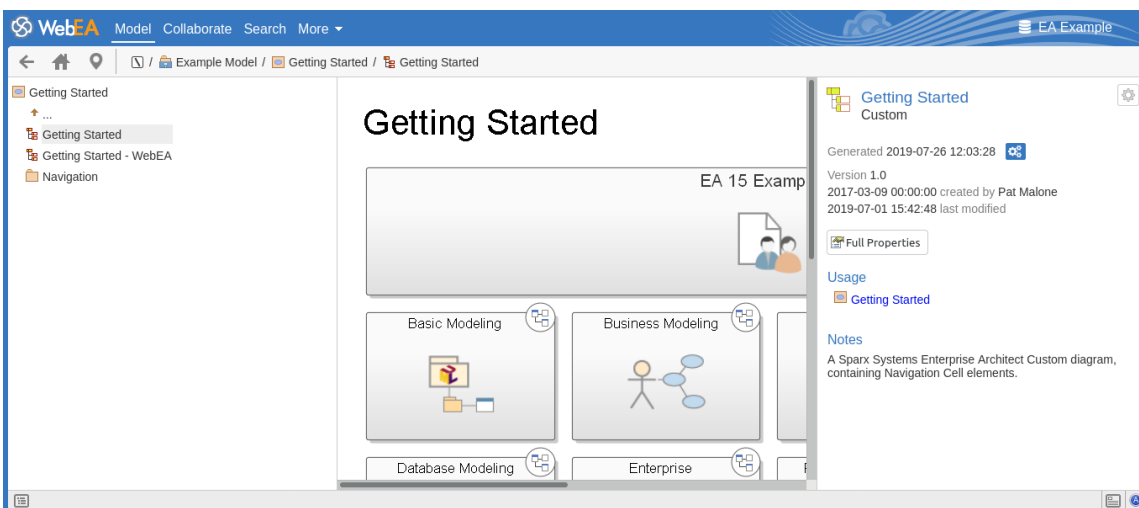 WebEA Model Collaborate Search More EA Example
/ Example Model / Getting Started / Getting Started
Getting Started
...
Getting Started
Getting Started - WebEA
Navigation
Getting Started
EA 15 Examp
Basic Modeling
Business Modeling
Database Modeling
Enterprise
Getting Started
Custom
Generated 2019-07-26 12:03:28
Version 1.0
2017-03-09 00:00:00 created by Pat Malone
2019-07-01 15:42:48 last modified
Full Properties
Usage
Getting Started
Notes
A Sparx Systems Enterprise Architect Custom diagram,
containing Navigation Cell elements.